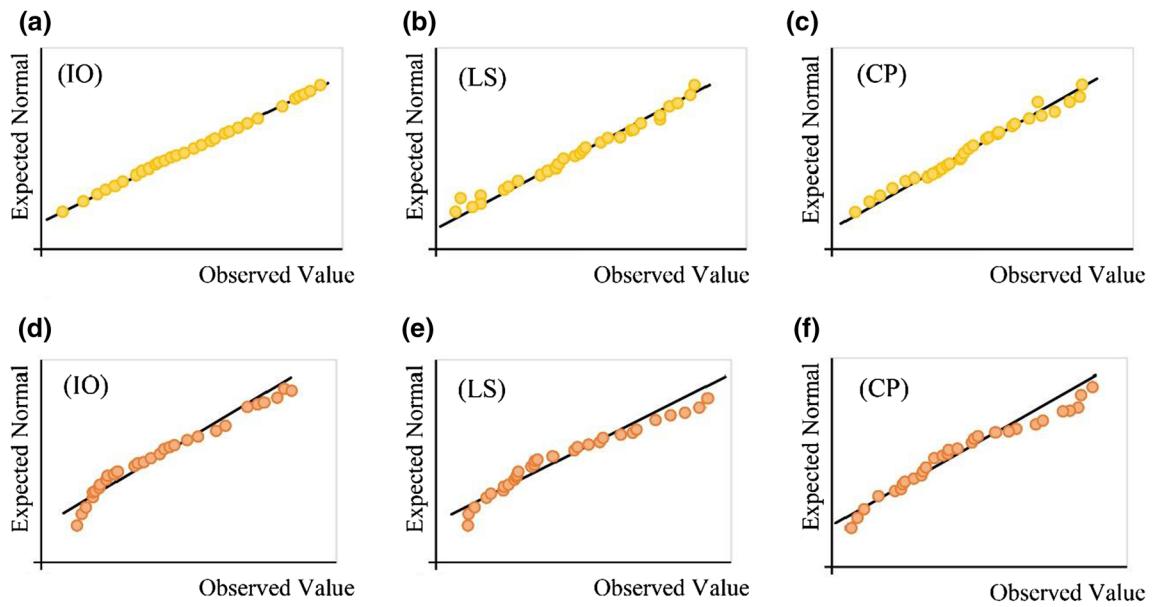 (a)
(IO)
Expected Normal
Observed Value
(b)
(LS)
Expected Normal
Observed Value
(c)
(CP)
Expected Normal
Observed Value
(d)
(IO)
Expected Normal
Observed Value
(e)
(LS)
Expected Normal
Observed Value
(f)
(CP)
Expected Normal
Observed Value